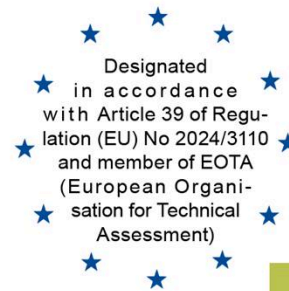 Designated
in accordance
with Article 39 of Regu-
lation (EU) No 2024/3110
and member of EOTA
(European Organi-
sation for Technical
Assessment)